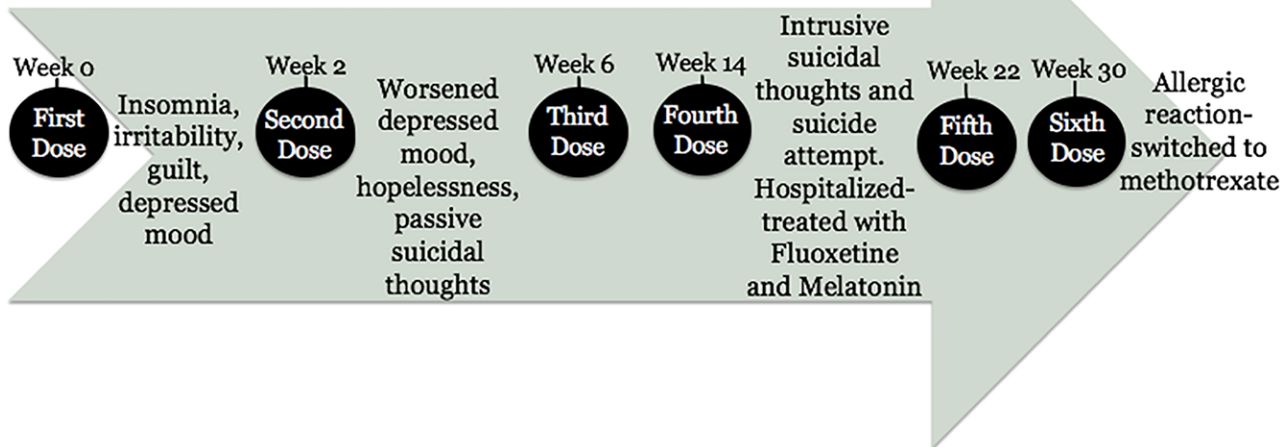 Week 0
First
Dose
Insomnia,
irritability,
guilt,
depressed
mood
Week 2
Second
Dose
Worsened
depressed
mood,
hopelessness,
passive
suicidal
thoughts
Week 6
Third
Dose
Week 14
Fourth
Dose
Intrusive
suicidal
thoughts and
suicide
attempt.
Hospitalized-
treated with
Fluoxetine
and Melatonin
Week 22
Fifth
Dose
Week 30
Sixth
Dose
Allergic
reaction-
switched to
methotrexate